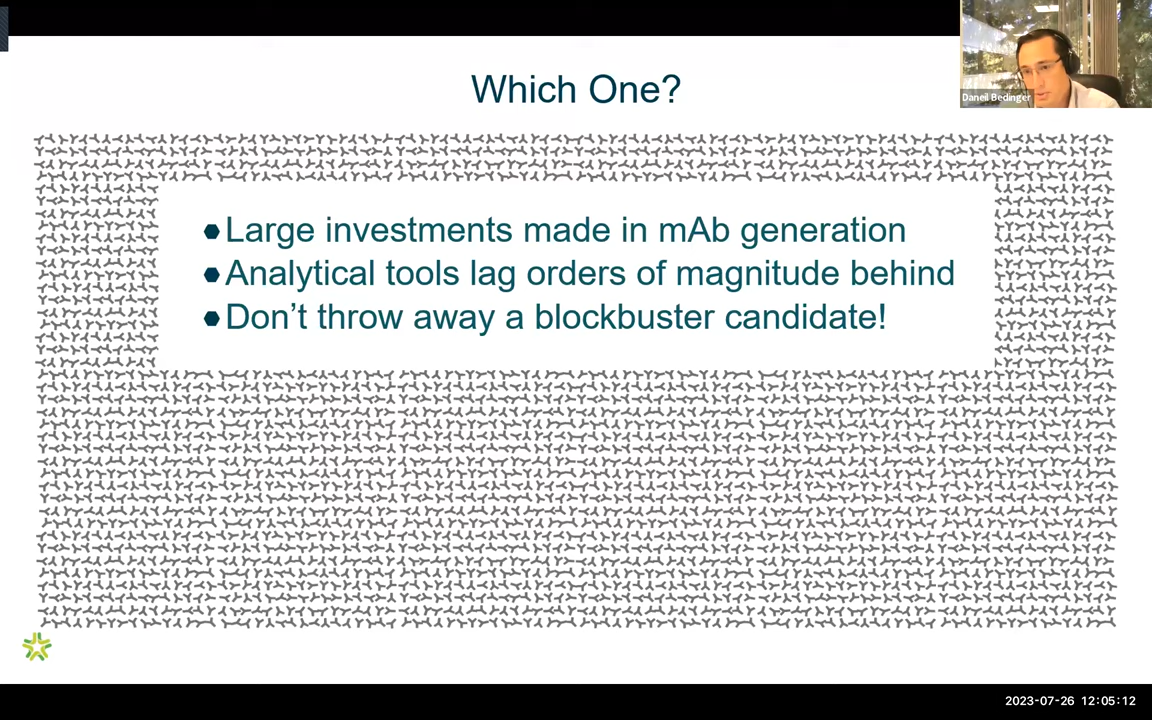 Which One?
Daneil Bedinger
Large investments made in mAb generation
Analytical tools lag orders of magnitude behind
Don't throw away a blockbuster candidate!
2023-07-26 12:05:12